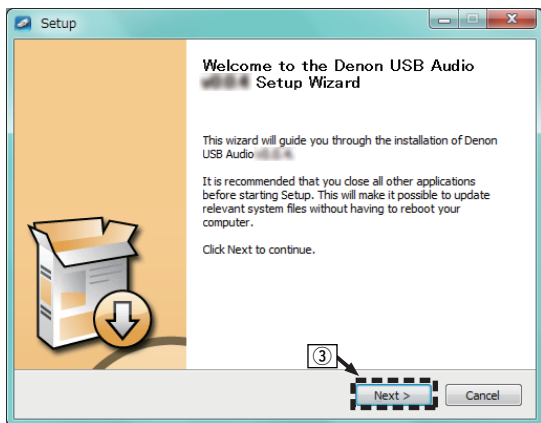 Setup
Welcome to the Denon USB Audio
Setup Wizard
This wizard will guide you through the installation of Denon
USB Audio
It is recommended that you close all other applications
before starting Setup. This will make it possible to update
relevant system files without having to reboot your
computer.
Click Next to continue.
③
Next >
Cancel